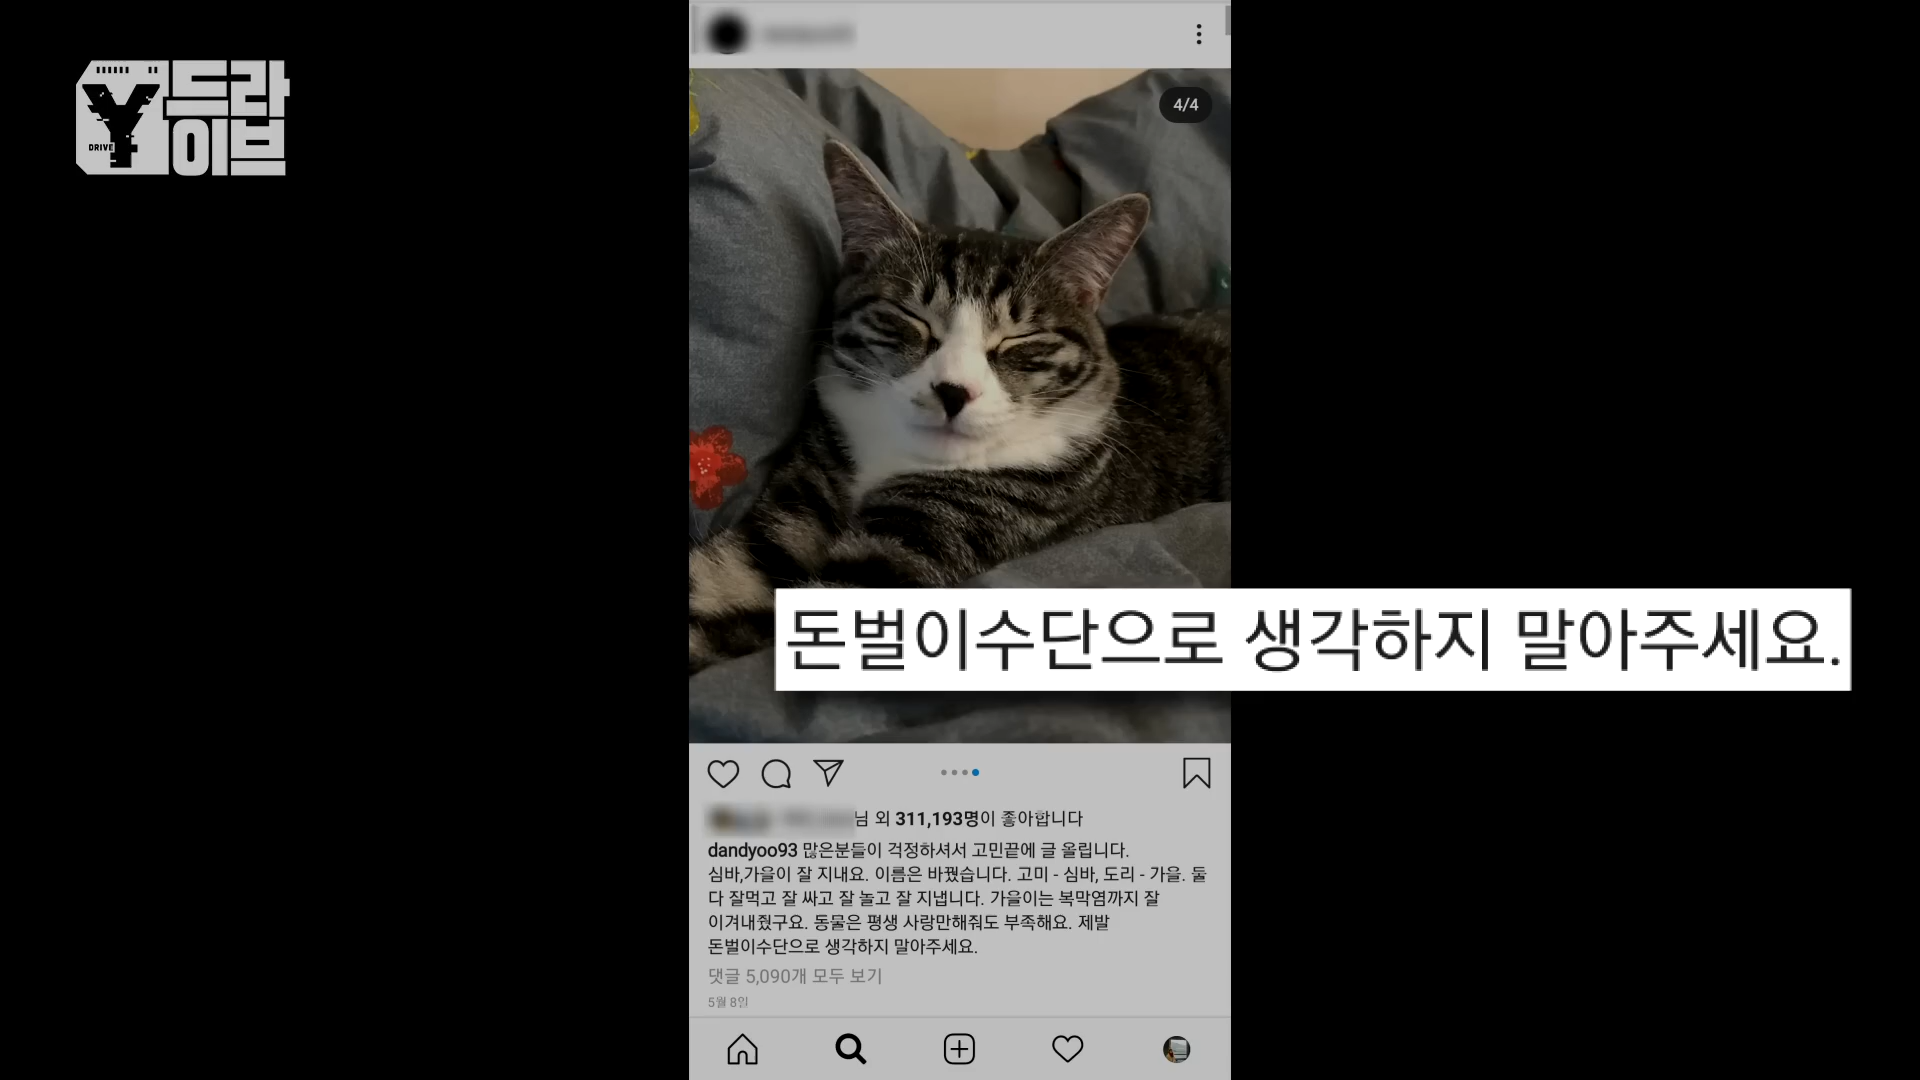 드라
이브
Y
DRIVE
4/4
돈벌이수단으로 생각하지 말아주세요.
님 외 311,193명이 좋아합니다
dandyoo93 많은분들이 걱정하셔서 고민끝에 글 올립니다.
심바,가을이 잘 지내요. 이름은 바꿨습니다. 고미 - 심바, 도리 - 가을. 둘
다 잘먹고 잘 싸고 잘 놀고 잘 지냅니다. 가을이는 복막염까지 잘
이겨내줬구요. 동물은 평생 사랑만해줘도 부족해요. 제발
돈벌이수단으로 생각하지 말아주세요.
댓글 5,090개 모두 보기
5월 8일